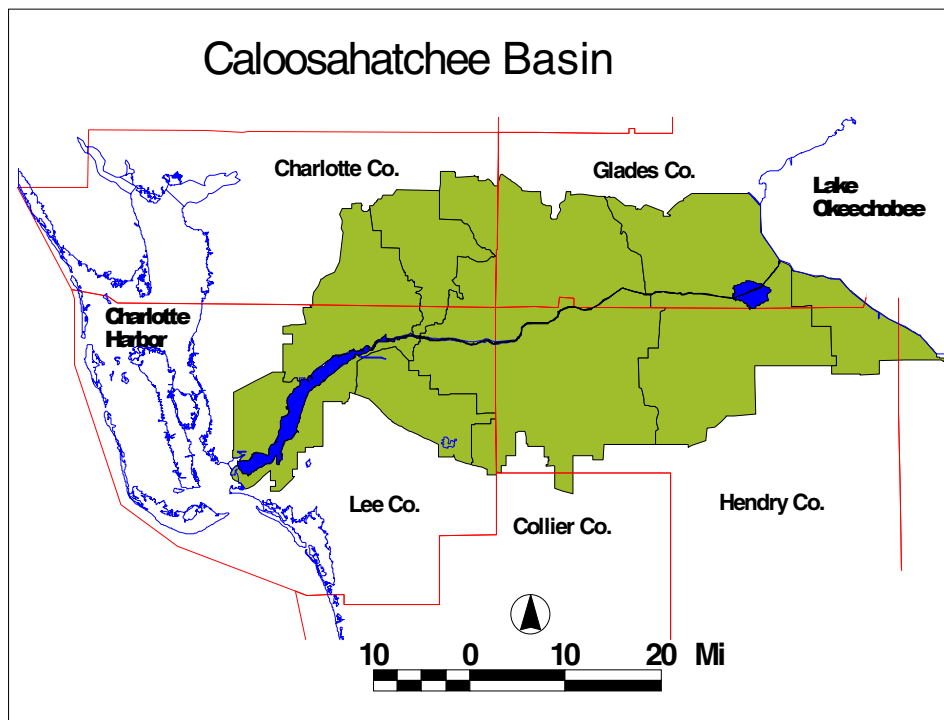 Caloosahatchee Basin
Charlotte Co.
Glades Co.
Lake
Okeechobee
Charlotte
Harbor
Lee Co.
Collier Co.
Hendry Co.
10 0 10 20 Mi